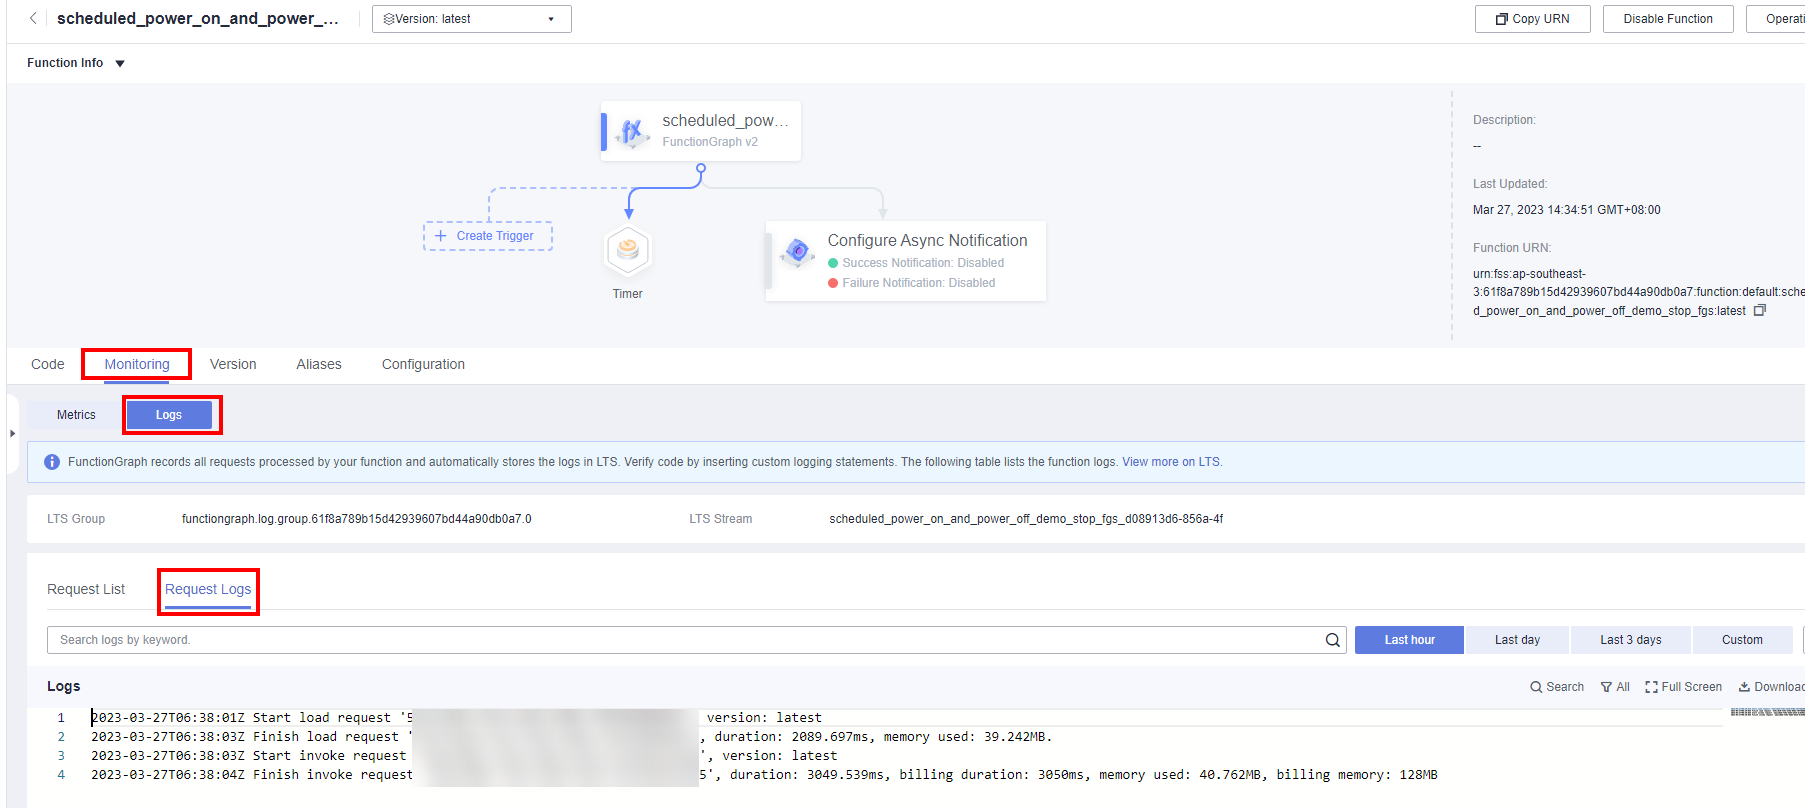 scheduled_power_on_and_power_...
Version: latest
Copy URN
Disable Function
Function Info
scheduled_pow...
FunctionGraph v2
Create Trigger
Timer
Configure Async Notification
Success Notification: Disabled
Failure Notification: Disabled
Description:
--
Last Updated:
Mar 27, 2023 14:34:51 GMT+08:00
Function URN:
urn:fss:ap-southeast-
3:61f8a789b15d42939607bd44a90db0a7:function:default:sche
d_power_on_and_power_off_demo_stop_fgs:latest
Code Monitoring Version Aliases Configuration
Metrics Logs
FunctionGraph records all requests processed by your function and automatically stores the logs in LTS. Verify code by inserting custom logging statements. The following table lists the function logs. View more on LTS.
LTS Group functiongraph.log.group.61f8a789b15d42939607bd44a90db0a7.0 LTS Stream scheduled_power_on_and_power_off_demo_stop_fgs_d08913d6-856a-4f
Request List Request Logs
Search logs by keyword. Last hour Last day Last 3 days Custom
Logs Search All Full Screen Download
1 2023-03-27T06:38:01Z Start load request '5 version: latest
2 2023-03-27T06:38:03Z Finish load request ' , duration: 2089.697ms, memory used: 39.242MB.
3 2023-03-27T06:38:03Z Start invoke request ', version: latest
4 2023-03-27T06:38:04Z Finish invoke request 5', duration: 3049.539ms, billing duration: 3050ms, memory used: 40.762MB, billing memory: 128MB